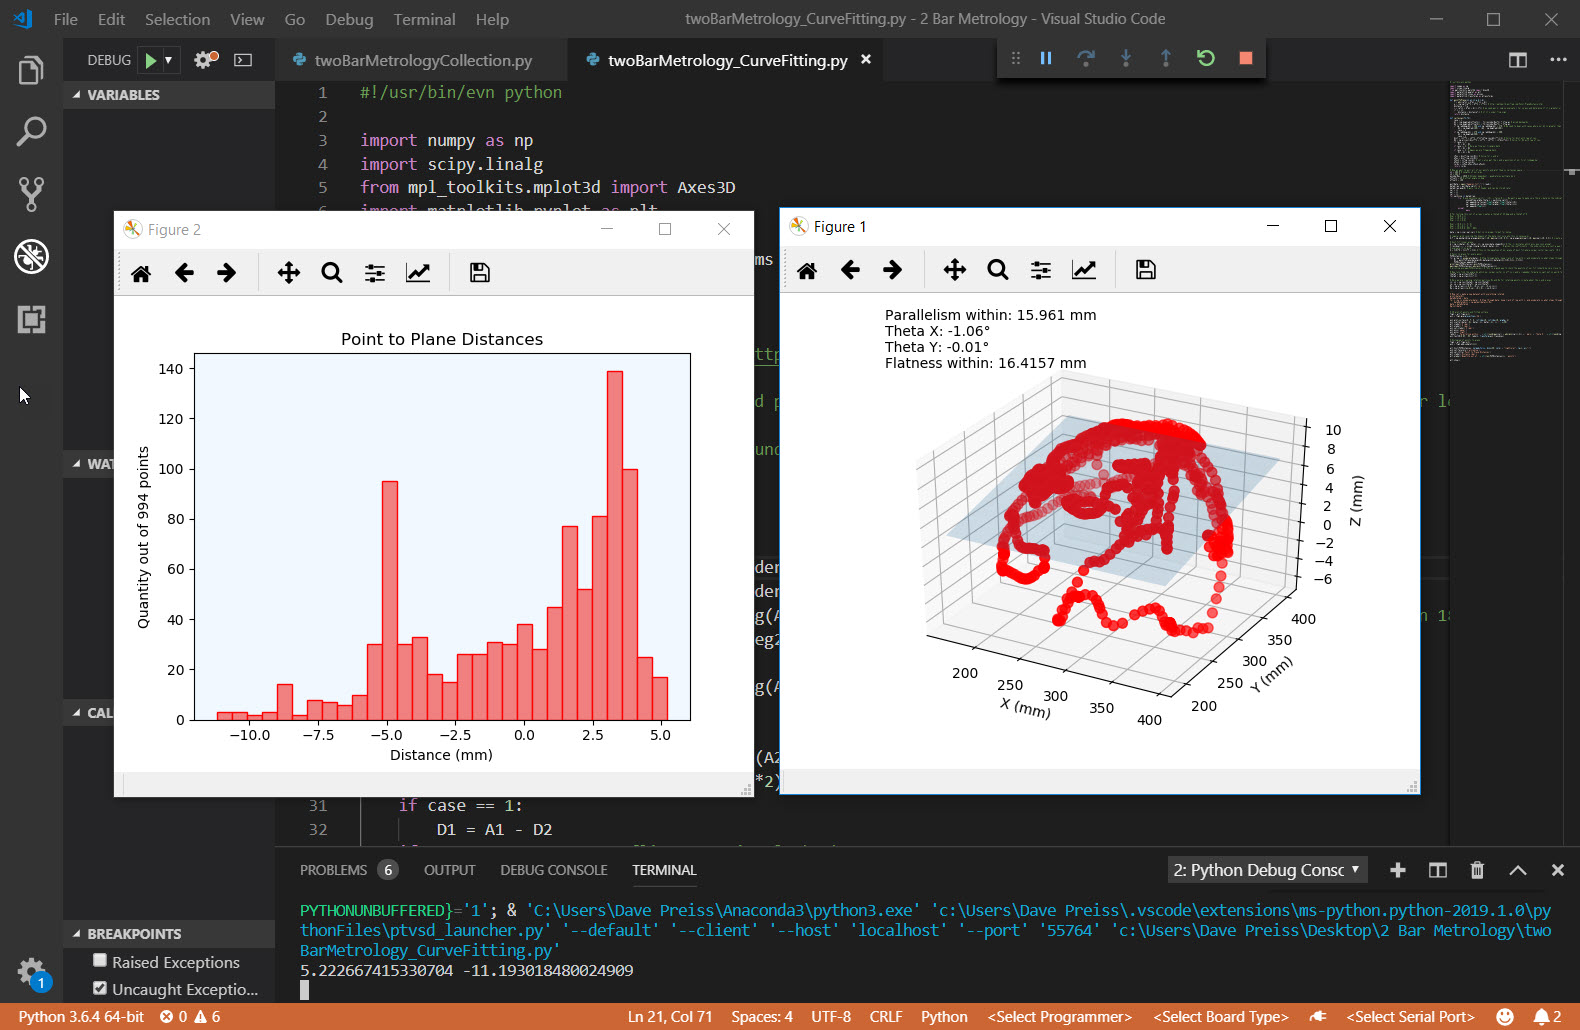 File Edit Selection View Go Debug Terminal Help
twoBarMetrology_CurveFitting.py - 2 Bar Metrology - Visual Studio Code
DEBUG
twoBarMetrologyCollection.py
twoBarMetrology_CurveFitting.py
VARIABLES
1 #!/usr/bin/evn python
2
3 import numpy as np
4 import scipy.linalg
5 from mpl_toolkits.mplot3d import Axes3D
Figure 2
Point to Plane Distances
Quantity out of 994 points
140
120
100
80
60
40
20
0
−10.0 −7.5 −5.0 −2.5 0.0 2.5 5.0
Distance (mm)
Figure 1
Parallelism within: 15.961 mm
Theta X: -1.06°
Theta Y: -0.01°
Flatness within: 16.4157 mm
10
8
6
4
2
0
−2
−4
−6
Z (mm)
400
350
300
250
200
Y (mm)
200
250
300
350
400
X (mm)
31 if case == 1:
32 D1 = A1 - D2
PROBLEMS 6 OUTPUT DEBUG CONSOLE TERMINAL
2: Python Debug Consc
PYTHONUNBUFFERED}='1'; & 'C:\Users\Dave Preiss\Anaconda3\python3.exe' 'c:\Users\Dave Preiss\.vscode\extensions\ms-python.python-2019.1.0\py
thonFiles\ptvsd_launcher.py' '--default' '--client' '--host' 'localhost' '--port' '55764' 'c:\Users\Dave Preiss\Desktop\2 Bar Metrology\two
BarMetrology_CurveFitting.py'
5.222667415330704 -11.193018480024909
WAT
CAL
BREAKPOINTS
Raised Exceptions
Uncaught Exceptio...
1
Python 3.6.4 64-bit 0 6
Ln 21, Col 71 Spaces: 4 UTF-8 CRLF Python <Select Programmer> <Select Board Type> <Select Serial Port> 2